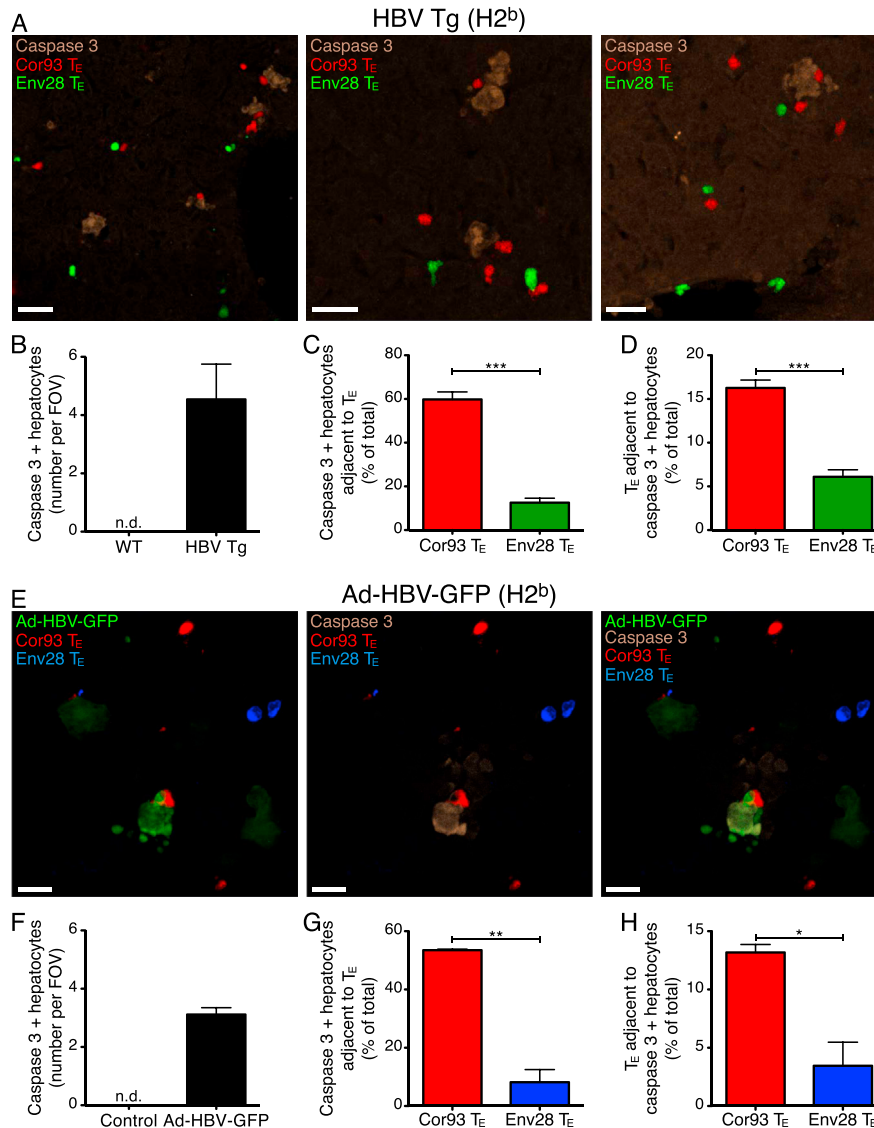 A
HBV Tg (H2ᵇ)
Caspase 3
Cor93 TE
Env28 TE
Caspase 3
Cor93 TE
Env28 TE
Caspase 3
Cor93 TE
Env28 TE
B
Caspase 3 + hepatocytes
(number per FOV)
6
4
2
0
n.d.
WT
HBV Tg
C
Caspase 3 + hepatocytes
adjacent to TE
(% of total)
80
60
40
20
0
***
Cor93 TE
Env28 TE
D
TE adjacent to
caspase 3 + hepatocytes
(% of total)
20
15
10
5
0
***
Cor93 TE
Env28 TE
E
Ad-HBV-GFP (H2ᵇ)
Ad-HBV-GFP
Cor93 TE
Env28 TE
Caspase 3
Cor93 TE
Env28 TE
Ad-HBV-GFP
Caspase 3
Cor93 TE
Env28 TE
F
Caspase 3 + hepatocytes
(number per FOV)
6
4
2
0
n.d.
Control
Ad-HBV-GFP
G
Caspase 3 + hepatocytes
adjacent to TE
(% of total)
60
40
20
0
**
Cor93 TE
Env28 TE
H
TE adjacent to
caspase 3 + hepatocytes
(% of total)
15
10
5
0
*
Cor93 TE
Env28 TE